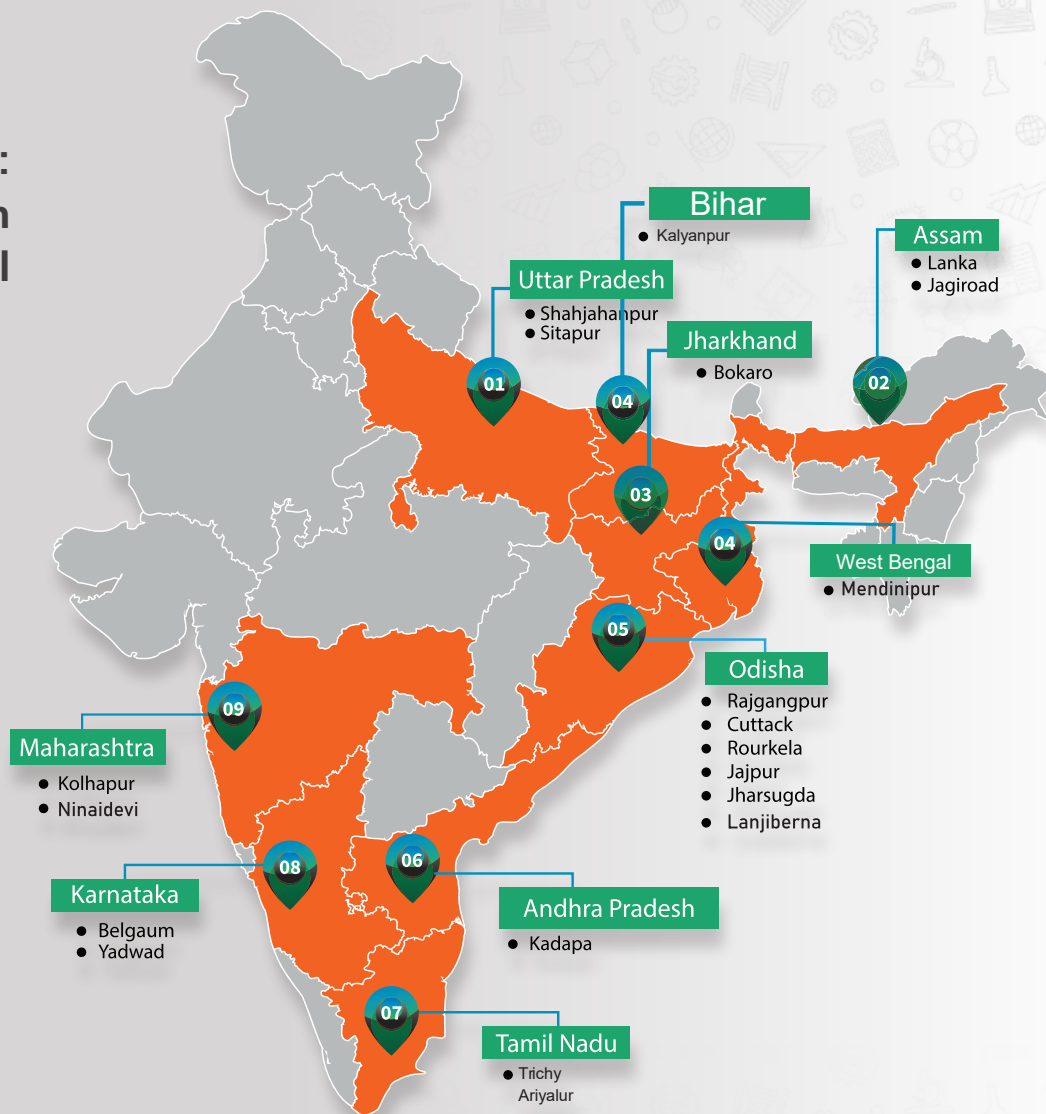 :
n
l
Bihar
Kalyanpur
Assam
Lanka
Jagiroad
Uttar Pradesh
Shahjahanpur
Sitapur
Jharkhand
Bokaro
01
04
02
03
04
West Bengal
Mendinipur
05
Odisha
Rajgangpur
Cuttack
Rourkela
Jajpur
Jharsugda
Lanjiberna
09
Maharashtra
Kolhapur
Ninaidevi
08
Karnataka
Belgaum
Yadwad
06
Andhra Pradesh
Kadapa
07
Tamil Nadu
Trichy
Ariyalur